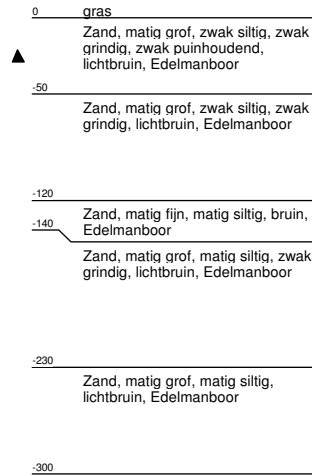 0 gras
Zand, matig grof, zwak siltig, zwak
grindig, zwak puinhoudend,
lichtbruin, Edelmanboor
-50
Zand, matig grof, zwak siltig, zwak
grindig, lichtbruin, Edelmanboor
-120
Zand, matig fijn, matig siltig, bruin,
-140 Edelmanboor
Zand, matig grof, matig siltig, zwak
grindig, lichtbruin, Edelmanboor
-230
Zand, matig grof, matig siltig,
lichtbruin, Edelmanboor
-300